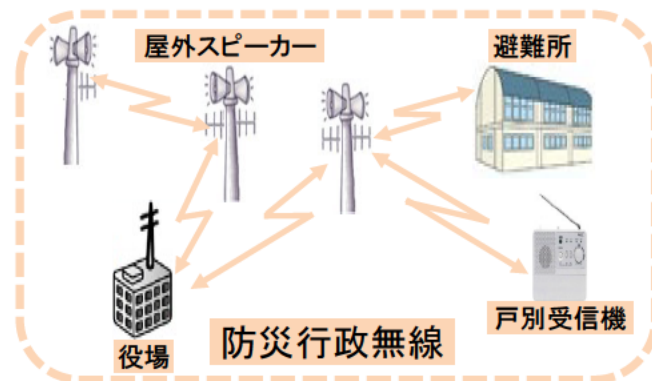 屋外スピーカー
避難所
戸別受信機
役場
防災行政無線